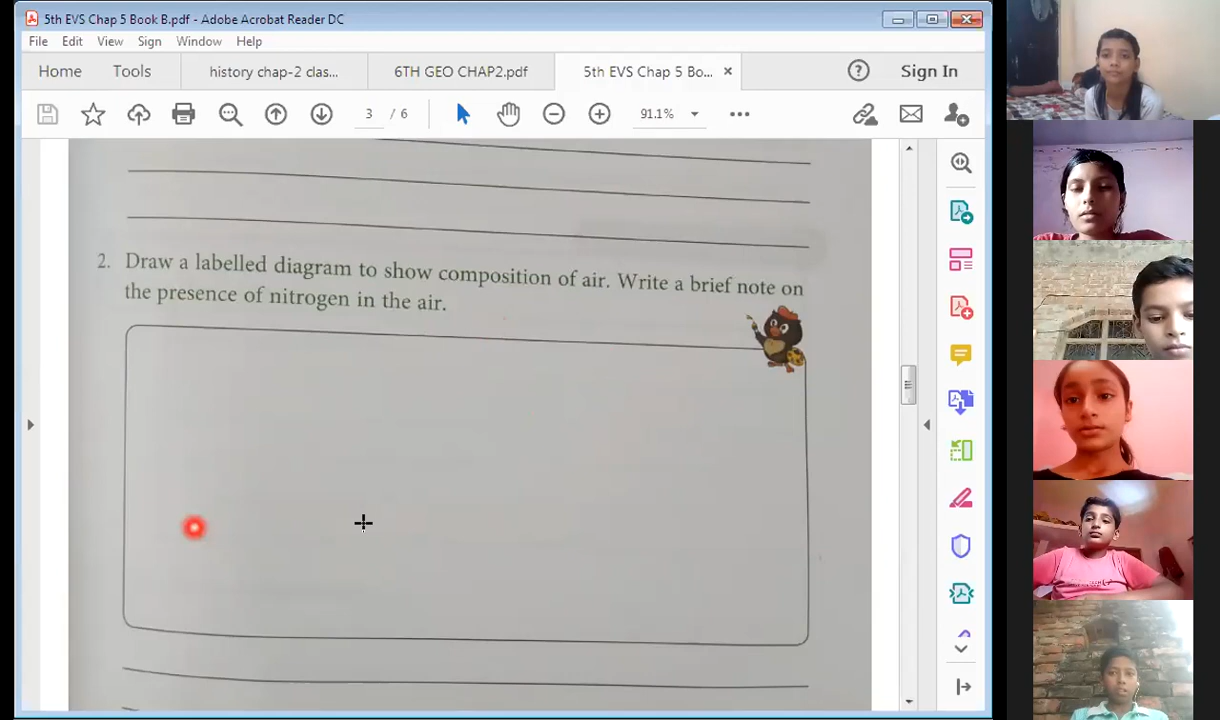 5th EVS Chap 5 Book B.pdf - Adobe Acrobat Reader DC
File Edit View Sign Window Help
Home Tools history chap-2 clas... 6TH GEO CHAP2.pdf 5th EVS Chap 5 Bo... × ? Sign In
3 / 6 91.1%
2. Draw a labelled diagram to show composition of air. Write a brief note on
the presence of nitrogen in the air.